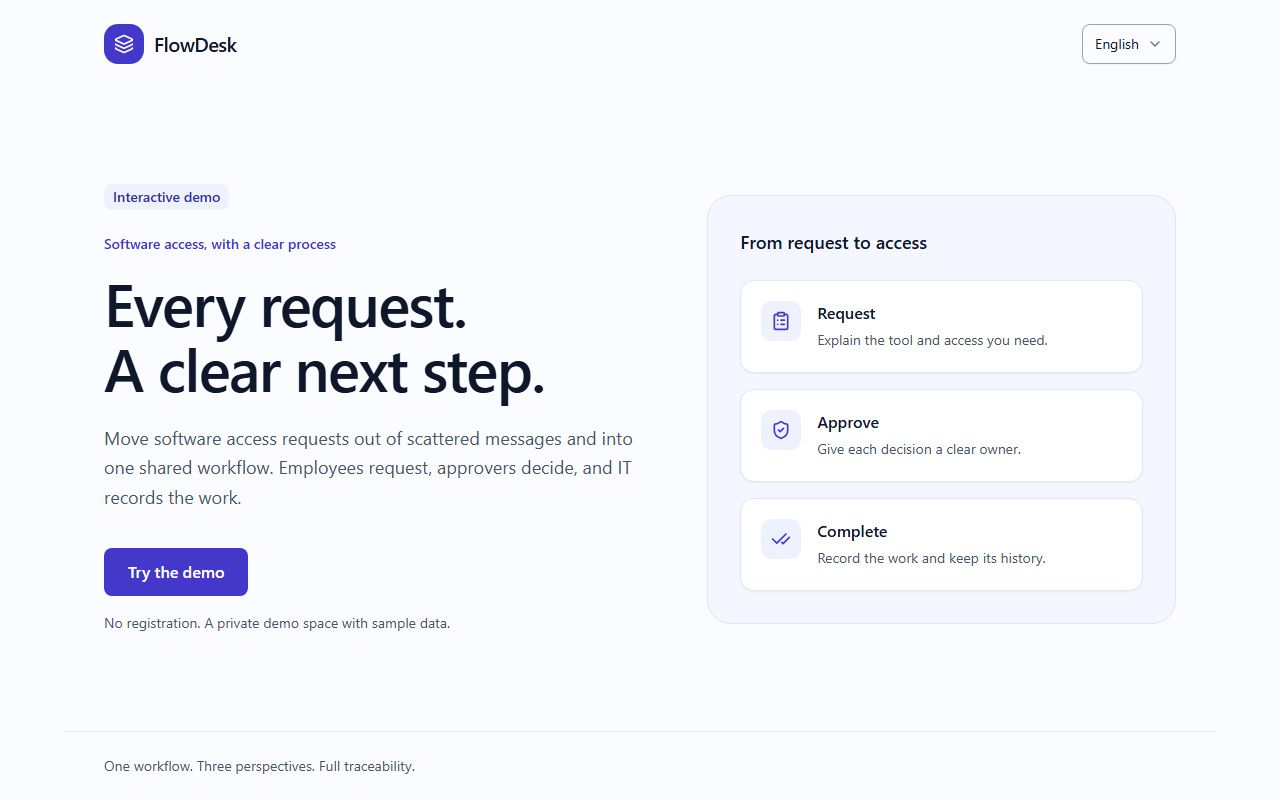 FlowDesk
English
Interactive demo
Software access, with a clear process
Every request.
A clear next step.
Move software access requests out of scattered messages and into
one shared workflow. Employees request, approvers decide, and IT
records the work.
Try the demo
No registration. A private demo space with sample data.
From request to access
Request
Explain the tool and access you need.
Approve
Give each decision a clear owner.
Complete
Record the work and keep its history.
One workflow. Three perspectives. Full traceability.